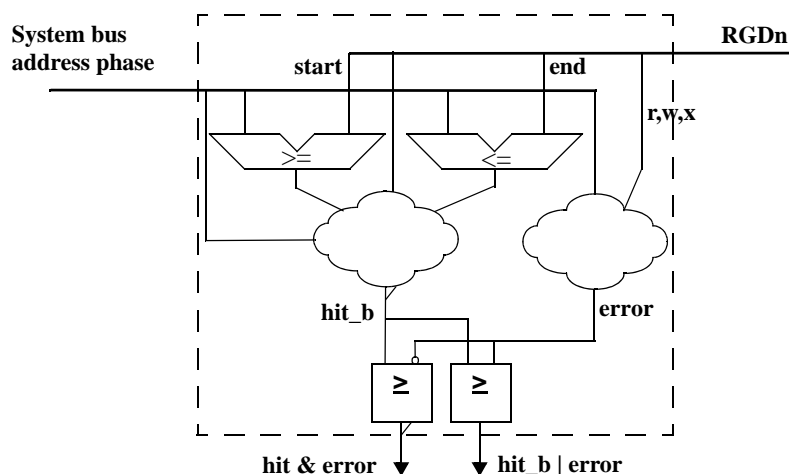 System bus
address phase
RGDn
start
end
r,w,x
>=
<=
hit_b
error
≥
≥
hit & error
hit_b | error